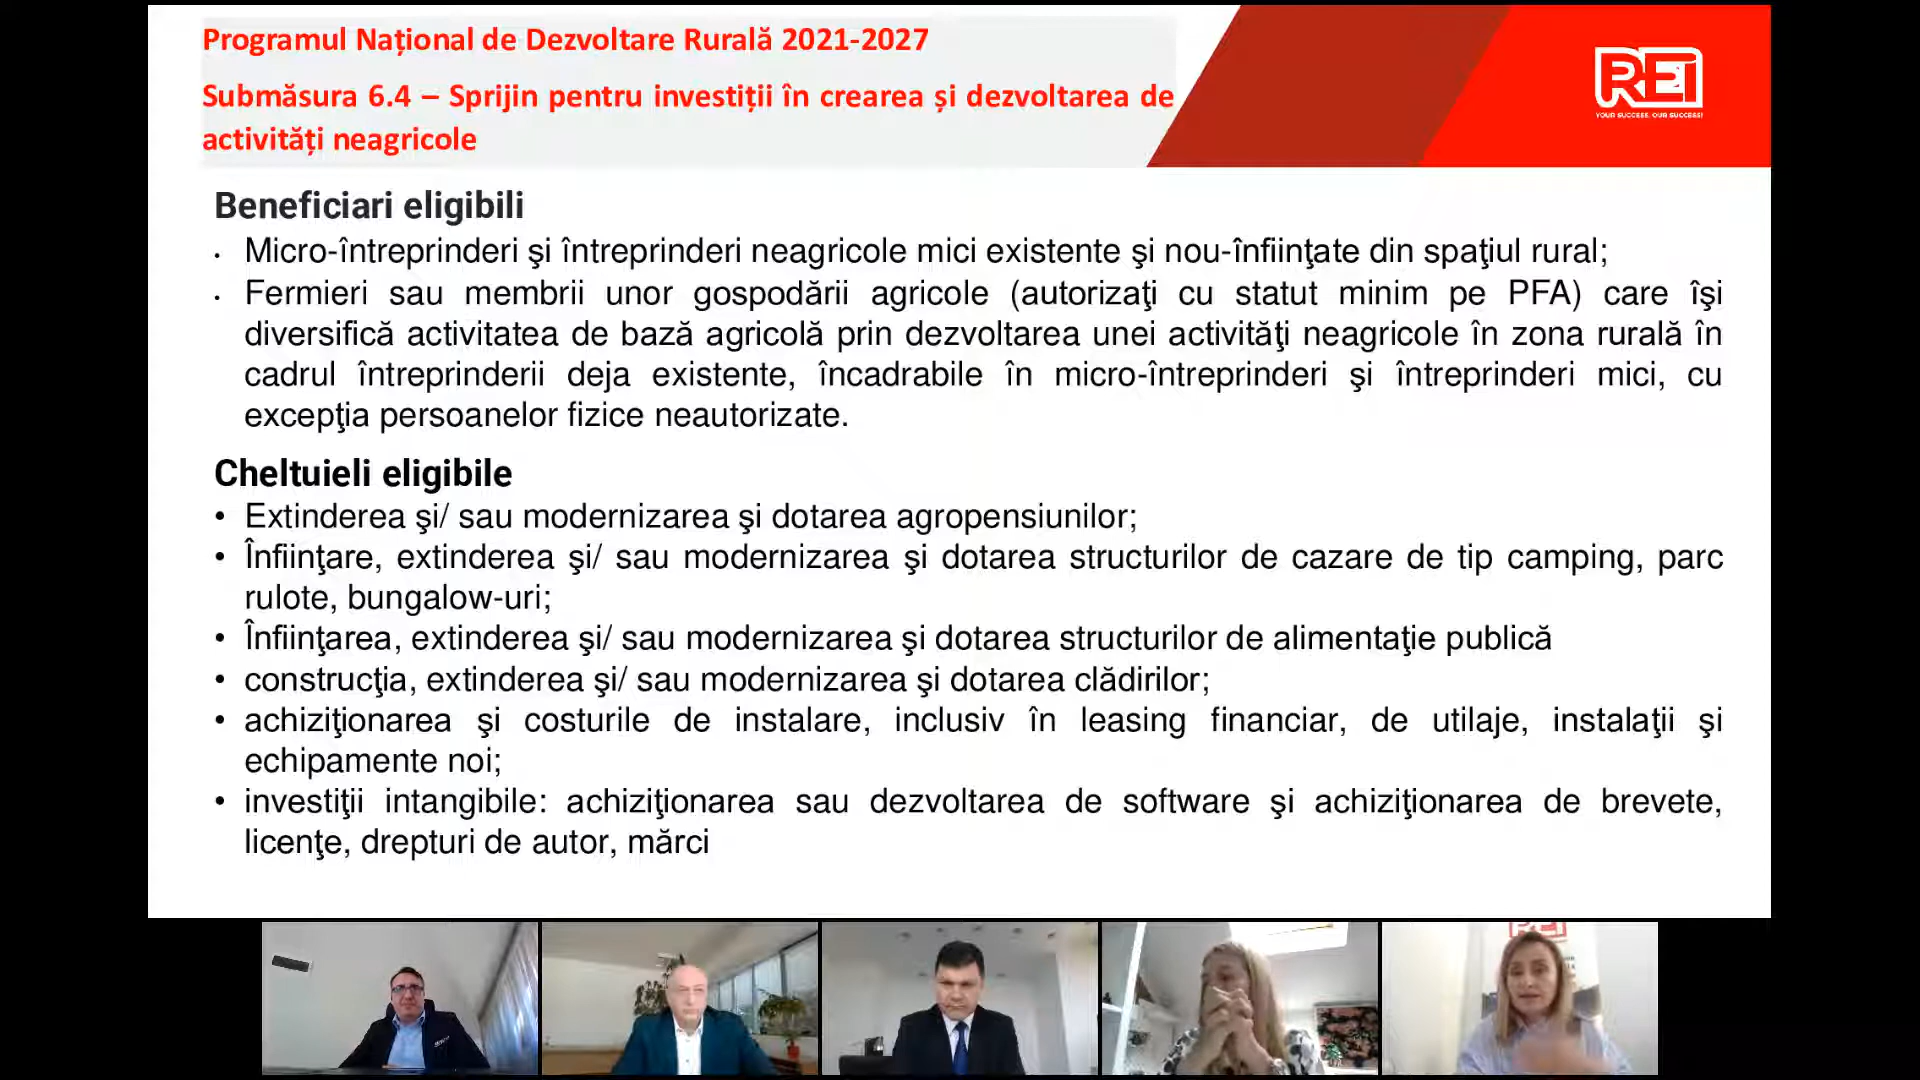 Programul Național de Dezvoltare Rurală 2021-2027
Submăsura 6.4 – Sprijin pentru investiții în crearea și dezvoltarea de
activități neagricole
REI
YOUR SUCCESS, OUR SUCCESS!
Beneficiari eligibili
• Micro-întreprinderi şi întreprinderi neagricole mici existente şi nou-înfiinţate din spaţiul rural;
• Fermieri sau membrii unor gospodării agricole (autorizaţi cu statut minim pe PFA) care îşi
diversifică activitatea de bază agricolă prin dezvoltarea unei activităţi neagricole în zona rurală în
cadrul întreprinderii deja existente, încadrabile în micro-întreprinderi şi întreprinderi mici, cu
excepţia persoanelor fizice neautorizate.
Cheltuieli eligibile
• Extinderea şi/ sau modernizarea şi dotarea agropensiunilor;
• Înfiinţare, extinderea şi/ sau modernizarea şi dotarea structurilor de cazare de tip camping, parc
rulote, bungalow-uri;
• Înfiinţarea, extinderea şi/ sau modernizarea şi dotarea structurilor de alimentaţie publică
• construcţia, extinderea şi/ sau modernizarea şi dotarea clădirilor;
• achiziţionarea şi costurile de instalare, inclusiv în leasing financiar, de utilaje, instalaţii şi
echipamente noi;
• investiţii intangibile: achiziţionarea sau dezvoltarea de software şi achiziţionarea de brevete,
licenţe, drepturi de autor, mărci
REI